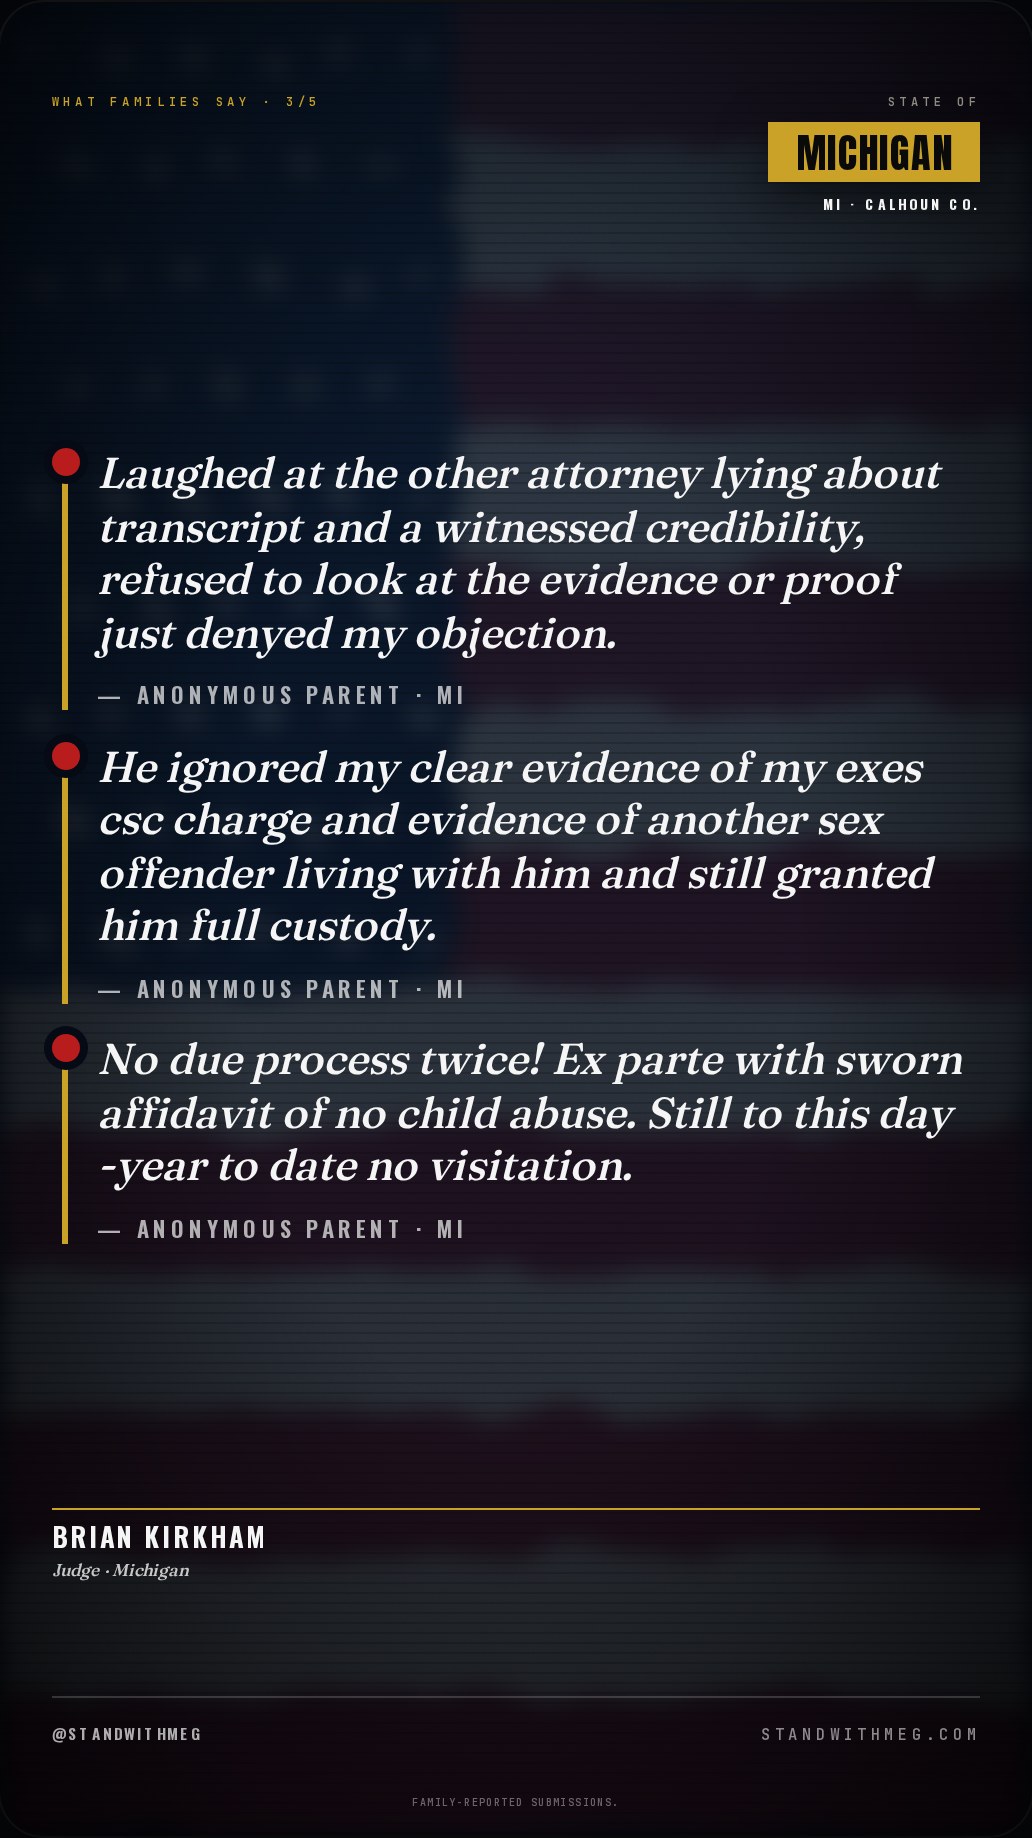 WHAT FAMILIES SAY · 3/5
STATE OF
MICHIGAN
MI · CALHOUN CO.
Laughed at the other attorney lying about
transcript and a witnessed credibility,
refused to look at the evidence or proof
just denyed my objection.
— ANONYMOUS PARENT · MI
He ignored my clear evidence of my exes
csc charge and evidence of another sex
offender living with him and still granted
him full custody.
— ANONYMOUS PARENT · MI
No due process twice! Ex parte with sworn
affidavit of no child abuse. Still to this day
-year to date no visitation.
— ANONYMOUS PARENT · MI
BRIAN KIRKHAM
Judge · Michigan
@STANDWITHMEG
STANDWITHMEG.COM
FAMILY-REPORTED SUBMISSIONS.